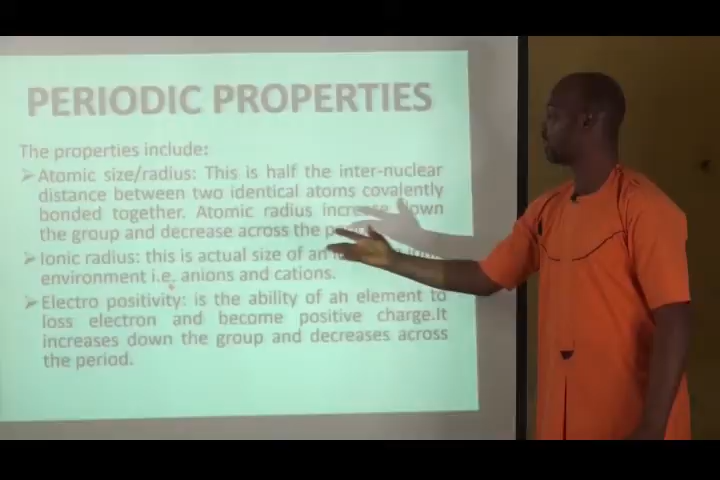 PERIODIC PROPERTIES
The properties include:
➢Atomic size/radius: This is half the inter-nuclear
distance between two identical atoms covalently
bonded together. Atomic radius increase down
the group and decrease across the
➢Ionic radius: this is actual size of an
environment i.e. anions and cations.
➢Electro positivity: is the ability of an element to
loss electron and become positive charge.It
increases down the group and decreases across
the period.